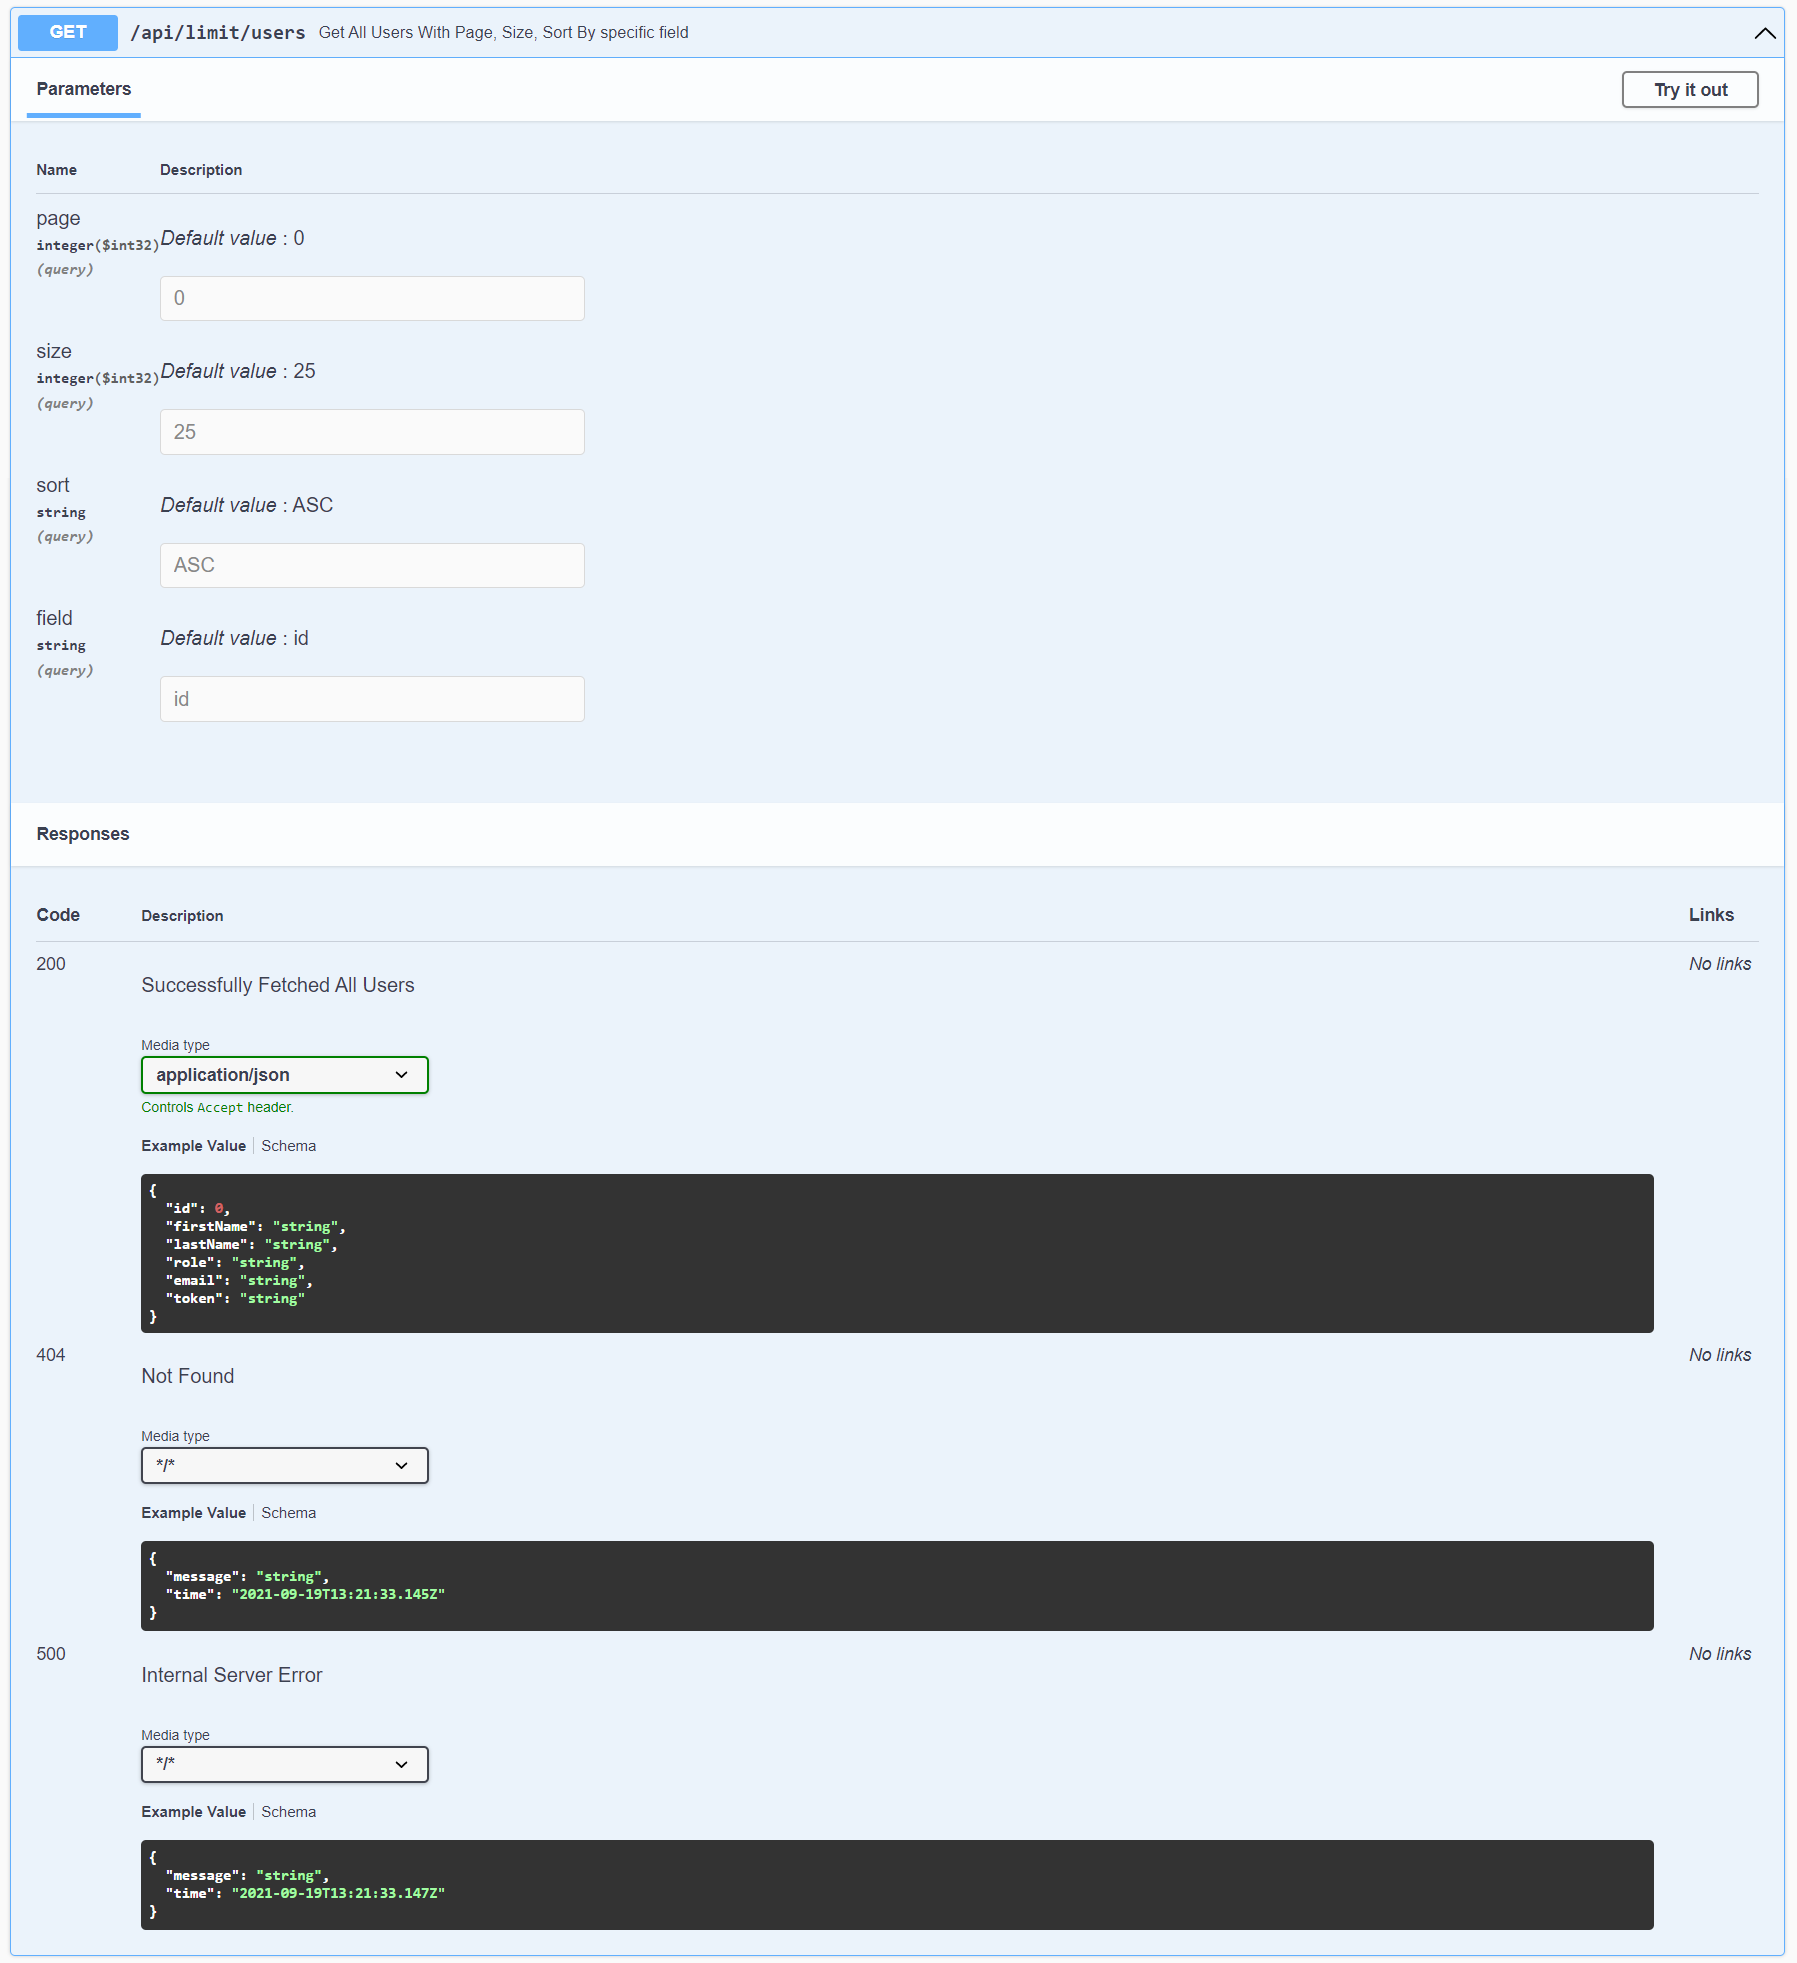 GET /api/limit/users Get All Users With Page, Size, Sort By specific field
Parameters
Try it out
Name Description
page
integer($int32)
(query)
Default value : 0
0
size
integer($int32)
(query)
Default value : 25
25
sort
string
(query)
Default value : ASC
ASC
field
string
(query)
Default value : id
id
Responses
Code Description Links
200
Successfully Fetched All Users
No links
Media type
application/json
Controls Accept header.
Example Value Schema
{
  "id": 0,
  "firstName": "string",
  "lastName": "string",
  "role": "string",
  "email": "string",
  "token": "string"
}
404
Not Found
No links
Media type
*/*
Example Value Schema
{
  "message": "string",
  "time": "2021-09-19T13:21:33.145Z"
}
500
Internal Server Error
No links
Media type
*/*
Example Value Schema
{
  "message": "string",
  "time": "2021-09-19T13:21:33.147Z"
}